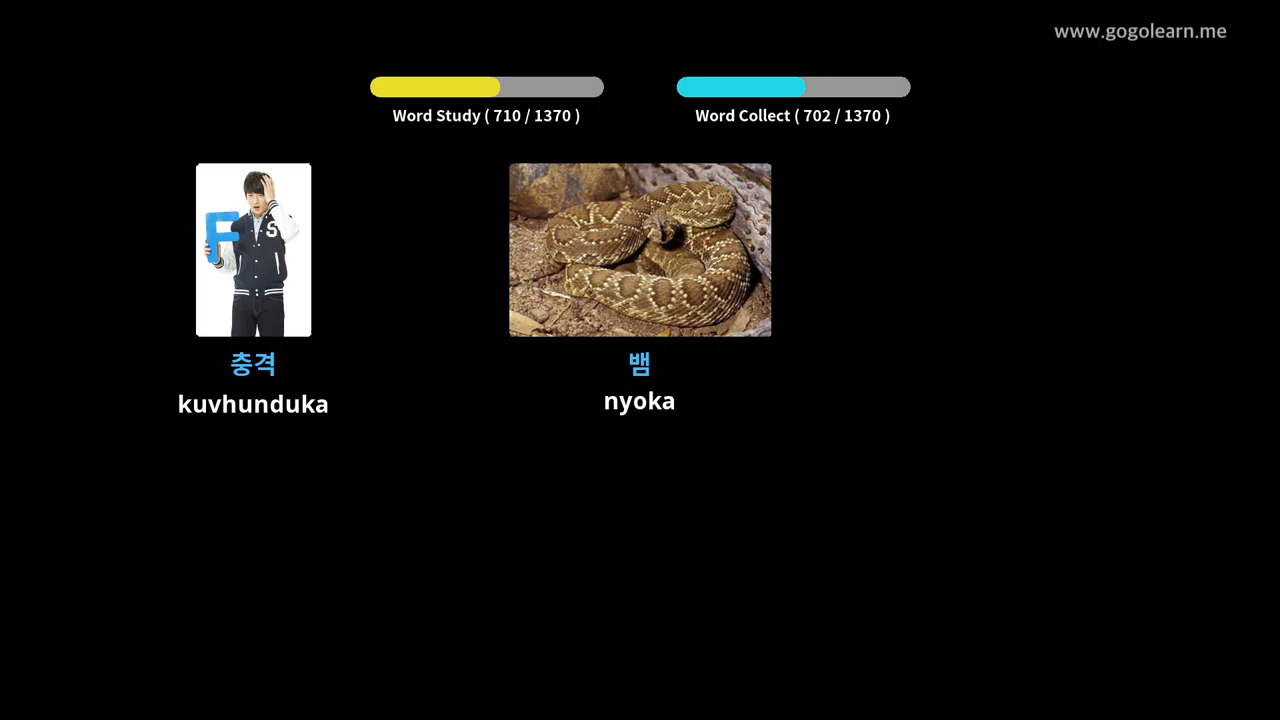 www.gogolearn.me
Word Study ( 710 / 1370 )
Word Collect ( 702 / 1370 )
F
S
충격
kuvhunduka
뱀
nyoka